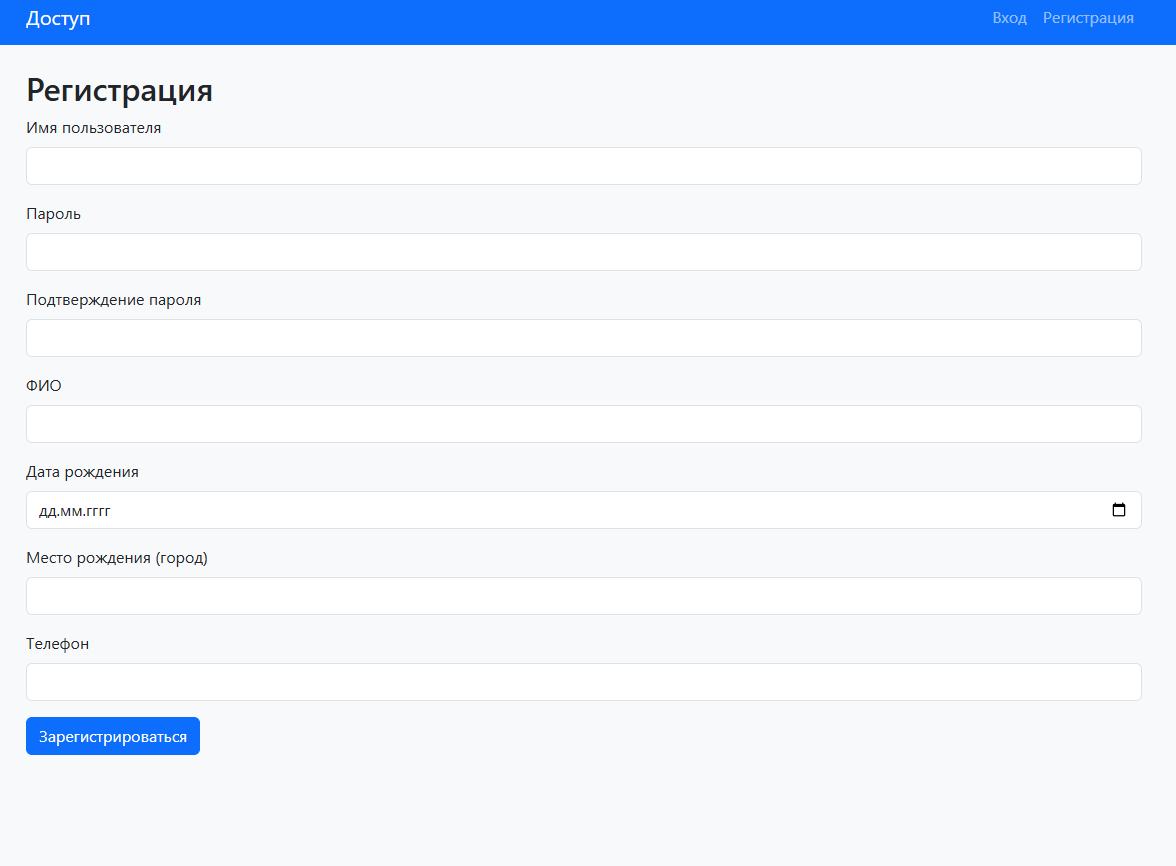 Доступ
Вход Регистрация
Регистрация
Имя пользователя
Пароль
Подтверждение пароля
ФИО
Дата рождения
дд.мм.гггг
Место рождения (город)
Телефон
Зарегистрироваться